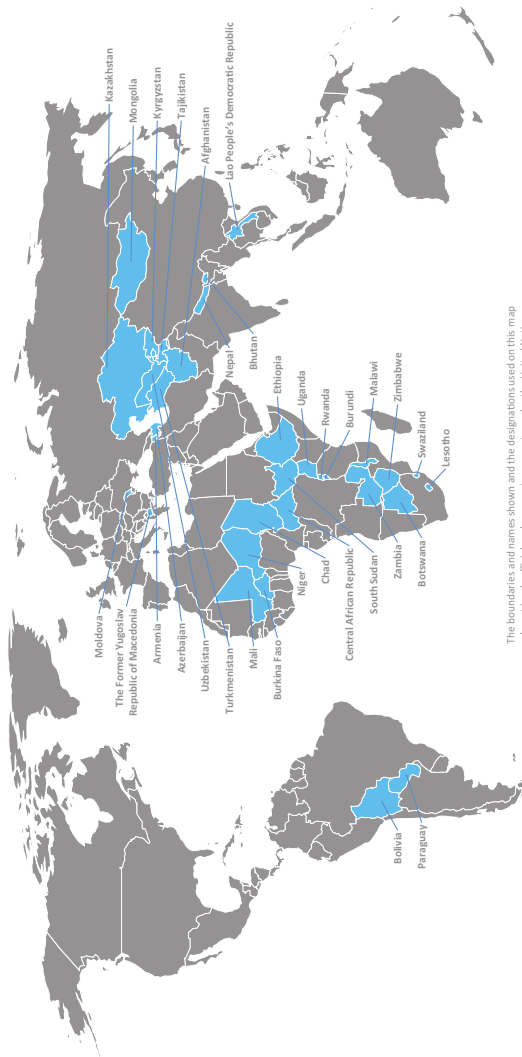 Kazakhstan
Mongolia
Kyrgyzstan
Tajikistan
Afghanistan
Lao People's Democratic Republic
Nepal
Bhutan
Ethiopia
Uganda
Rwanda
Burundi
Malawi
Zimbabwe
Swaziland
Lesotho
Moldova
The Former Yugoslav
Republic of Macedonia
Armenia
Azerbaijan
Uzbekistan
Turkmenistan
Mali
Burkina Faso
Niger
Chad
Central African Republic
South Sudan
Zambia
Botswana
Bolivia
Paraguay
The boundaries and names shown and the designations used on this map